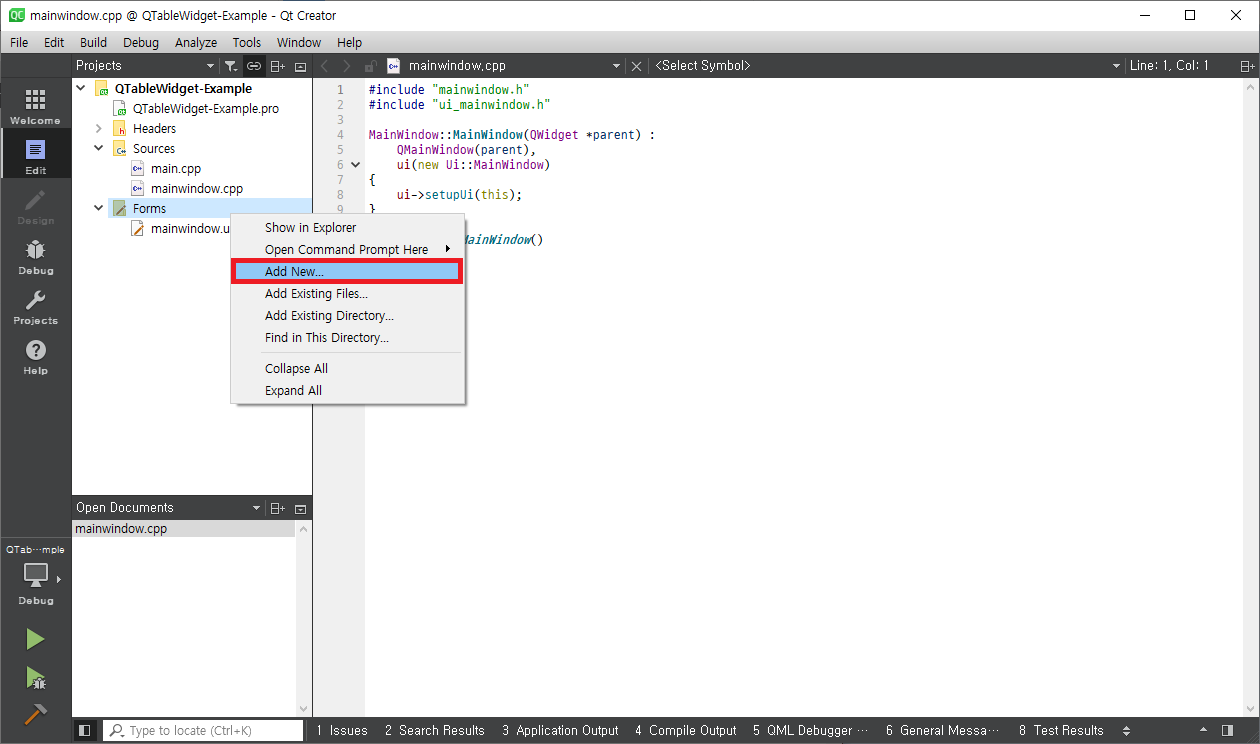 mainwindow.cpp @ QTableWidget-Example - Qt Creator
File Edit Build Debug Analyze Tools Window Help
Projects
mainwindow.cpp
<Select Symbol>
Line: 1, Col: 1
Welcome
Edit
Design
Debug
Projects
Help
QTableWidget-Example
QTableWidget-Example.pro
Headers
Sources
main.cpp
mainwindow.cpp
Forms
mainwindow.u
1 #include "mainwindow.h"
2 #include "ui_mainwindow.h"
3
4 MainWindow::MainWindow(QWidget *parent) :
5 QMainWindow(parent),
6 ui(new Ui::MainWindow)
7 {
8 ui->setupUi(this);
9 }
MainWindow()
Show in Explorer
Open Command Prompt Here
Add New...
Add Existing Files...
Add Existing Directory...
Find in This Directory...
Collapse All
Expand All
Open Documents
mainwindow.cpp
QTab···mple
Debug
Type to locate (Ctrl+K)
1 Issues 2 Search Results 3 Application Output 4 Compile Output 5 QML Debugger ··· 6 General Messa··· 8 Test Results